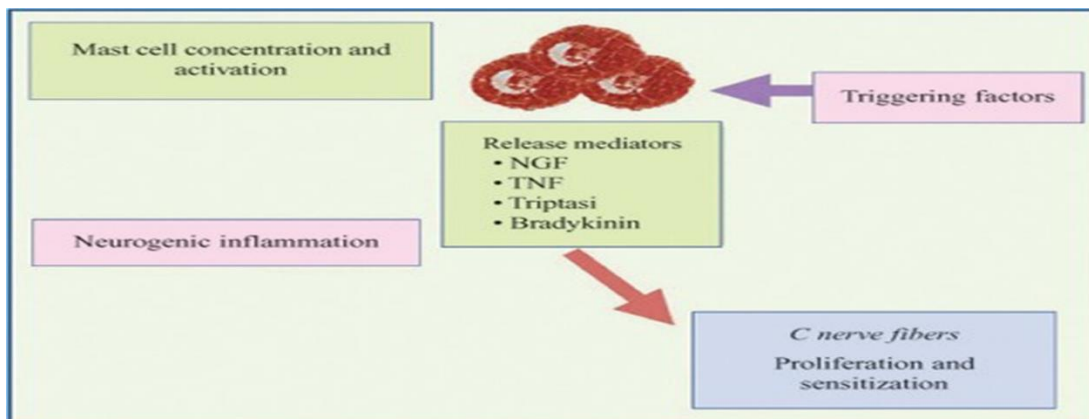 Mast cell concentration and
activation
Triggering factors
Release mediators
• NGF
• TNF
• Triptasi
• Bradykinin
Neurogenic inflammation
C nerve fibers
Proliferation and
sensitization